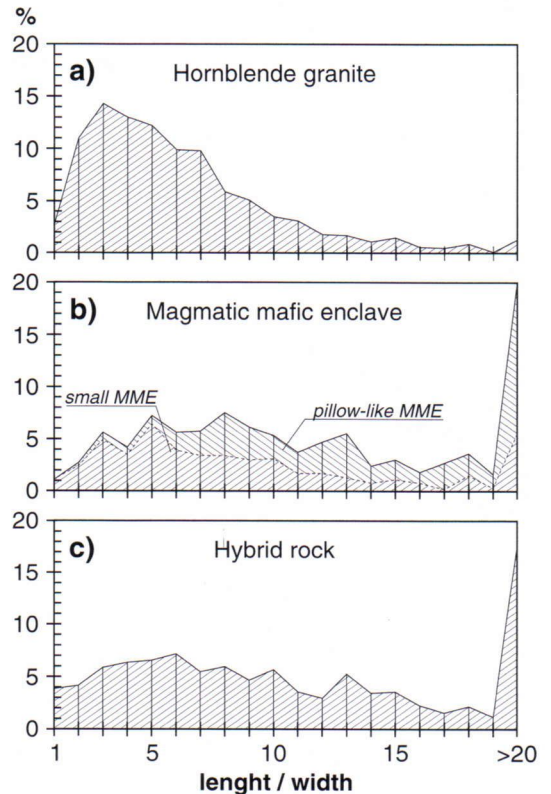 %
20
a)
Hornblende granite
15
10
5
0
20
b)
Magmatic mafic enclave
15
10
small MME
pillow-like MME
5
0
20
c)
Hybrid rock
15
10
5
0
1 5 10 15 >20
lenght / width